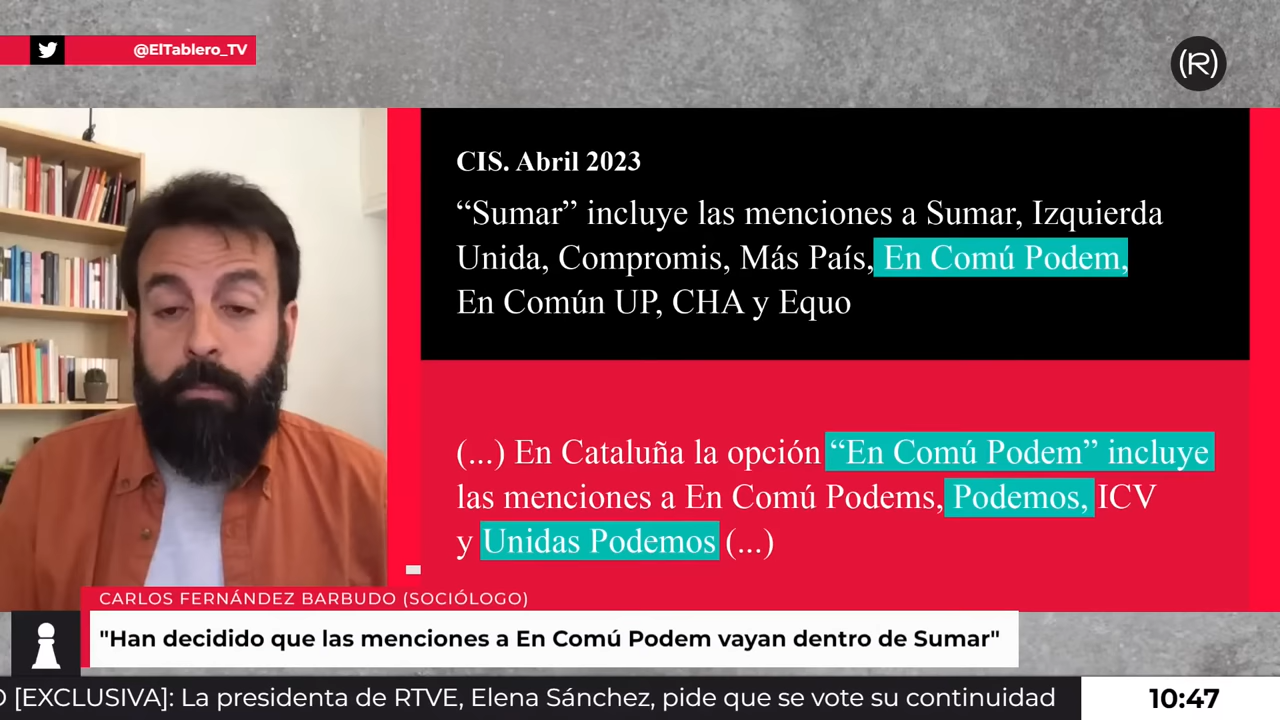 @ElTablero_TV
(R)
CIS. Abril 2023
“Sumar” incluye las menciones a Sumar, Izquierda
Unida, Compromis, Más País, En Comú Podem,
En Común UP, CHA y Equo
(...) En Cataluña la opción “En Comú Podem” incluye
las menciones a En Comú Podems, Podemos, ICV
y Unidas Podemos (...)
CARLOS FERNÁNDEZ BARBUDO (SOCIÓLOGO)
"Han decidido que las menciones a En Comú Podem vayan dentro de Sumar"
O [EXCLUSIVA]: La presidenta de RTVE, Elena Sánchez, pide que se vote su continuidad
10:47